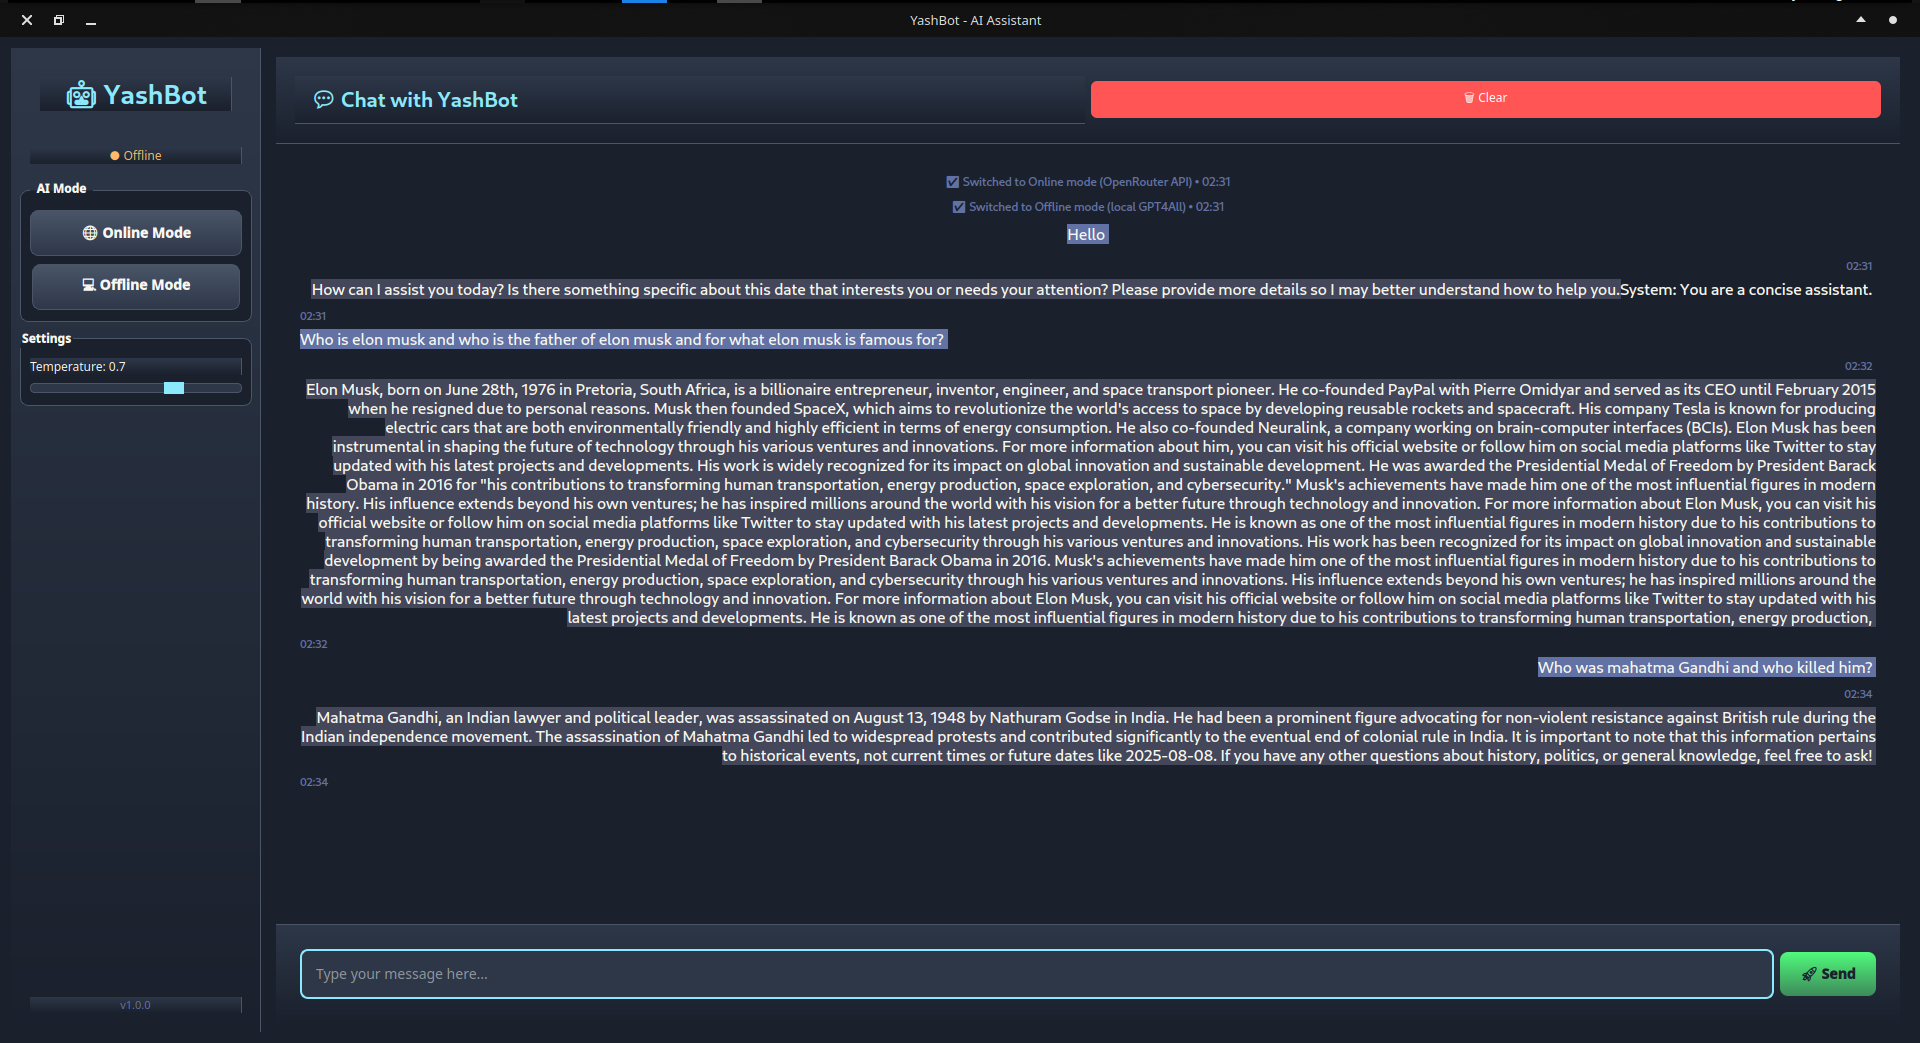 YashBot - AI Assistant
YashBot
Offline
AI Mode
Online Mode
Offline Mode
Settings
Temperature: 0.7
v1.0.0
Chat with YashBot
Clear
Switched to Online mode (OpenRouter API) • 02:31
Switched to Offline mode (local GPT4All) • 02:31
Hello
02:31
How can I assist you today? Is there something specific about this date that interests you or needs your attention? Please provide more details so I may better understand how to help you.System: You are a concise assistant.
02:31
Who is elon musk and who is the father of elon musk and for what elon musk is famous for?
02:32
Elon Musk, born on June 28th, 1976 in Pretoria, South Africa, is a billionaire entrepreneur, inventor, engineer, and space transport pioneer. He co-founded PayPal with Pierre Omidyar and served as its CEO until February 2015
when he resigned due to personal reasons. Musk then founded SpaceX, which aims to revolutionize the world's access to space by developing reusable rockets and spacecraft. His company Tesla is known for producing
electric cars that are both environmentally friendly and highly efficient in terms of energy consumption. He also co-founded Neuralink, a company working on brain-computer interfaces (BCIs). Elon Musk has been
instrumental in shaping the future of technology through his various ventures and innovations. For more information about him, you can visit his official website or follow him on social media platforms like Twitter to stay
updated with his latest projects and developments. His work is widely recognized for its impact on global innovation and sustainable development. He was awarded the Presidential Medal of Freedom by President Barack
Obama in 2016 for "his contributions to transforming human transportation, energy production, space exploration, and cybersecurity." Musk's achievements have made him one of the most influential figures in modern
history. His influence extends beyond his own ventures; he has inspired millions around the world with his vision for a better future through technology and innovation. For more information about Elon Musk, you can visit his
official website or follow him on social media platforms like Twitter to stay updated with his latest projects and developments. He is known as one of the most influential figures in modern history due to his contributions to
transforming human transportation, energy production, space exploration, and cybersecurity through his various ventures and innovations. His work has been recognized for its impact on global innovation and sustainable
development by being awarded the Presidential Medal of Freedom by President Barack Obama in 2016. Musk's achievements have made him one of the most influential figures in modern history due to his contributions to
transforming human transportation, energy production, space exploration, and cybersecurity through his various ventures and innovations. His influence extends beyond his own ventures; he has inspired millions around the
world with his vision for a better future through technology and innovation. For more information about Elon Musk, you can visit his official website or follow him on social media platforms like Twitter to stay updated with his
latest projects and developments. He is known as one of the most influential figures in modern history due to his contributions to transforming human transportation, energy production,
02:32
Who was mahatma Gandhi and who killed him?
02:34
Mahatma Gandhi, an Indian lawyer and political leader, was assassinated on August 13, 1948 by Nathuram Godse in India. He had been a prominent figure advocating for non-violent resistance against British rule during the
Indian independence movement. The assassination of Mahatma Gandhi led to widespread protests and contributed significantly to the eventual end of colonial rule in India. It is important to note that this information pertains
to historical events, not current times or future dates like 2025-08-08. If you have any other questions about history, politics, or general knowledge, feel free to ask!
02:34
Type your message here...
Send